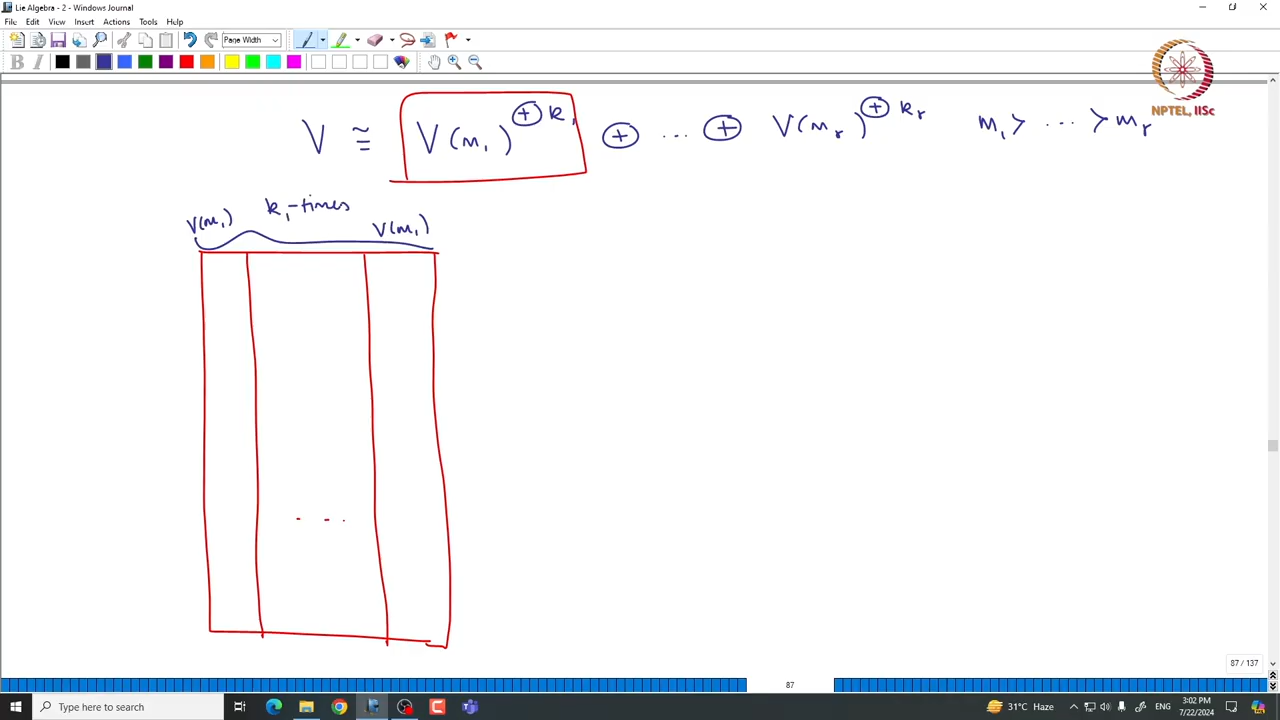 Lie Algebra - 2 - Windows Journal
File Edit View Insert Actions Tools Help
Page Width
B I
NPTEL, IISc
V ≅ V(m₁)^{⊕ k₁} ⊕ ... ⊕ V(m_r)^{⊕ k_r} m₁ > ... > m_r
V(m₁) k₁-times V(m₁)
...
87 / 137
87
Type here to search
31°C Haze
3:02 PM
7/22/2024